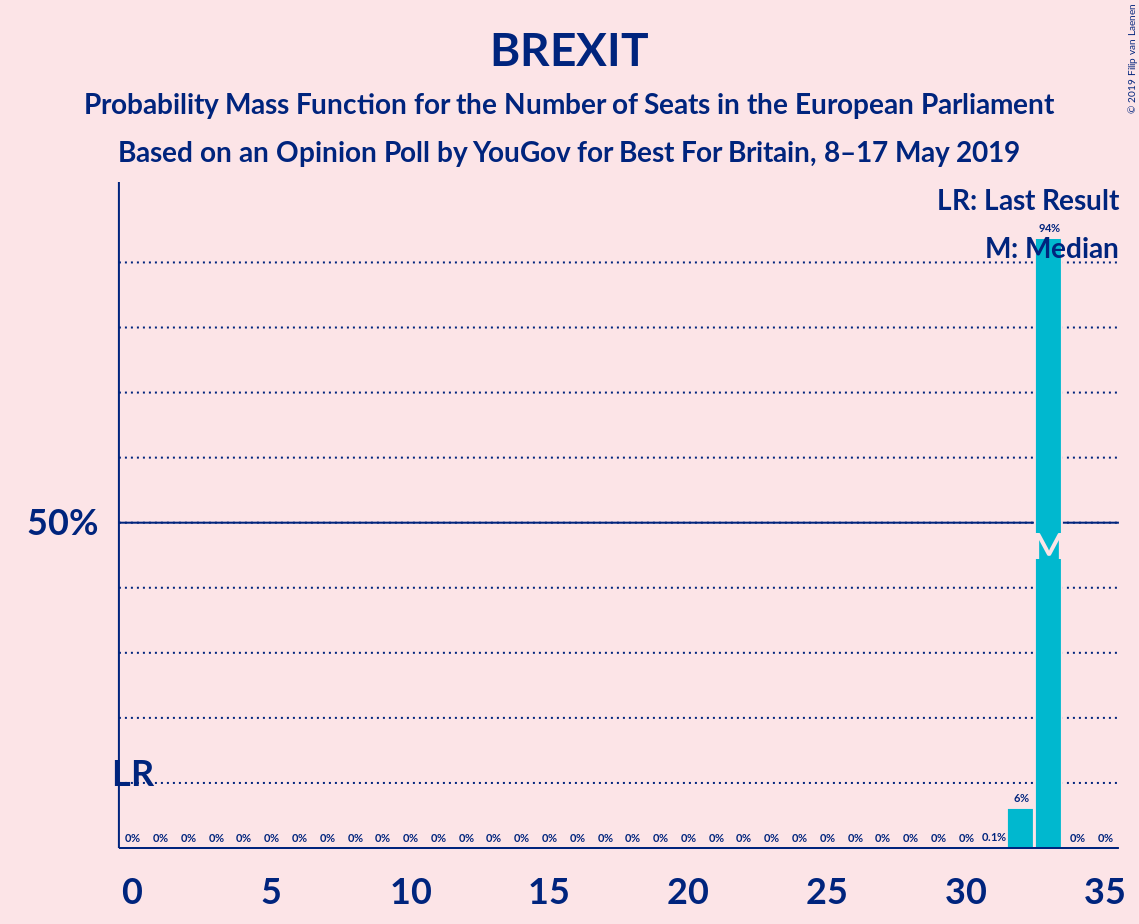 BREXIT
Probability Mass Function for the Number of Seats in the European Parliament
Based on an Opinion Poll by YouGov for Best For Britain, 8–17 May 2019
© 2019 Filip van Laenen
LR: Last Result
94%
M: Median
50%
M
LR
6%
0% 0% 0% 0% 0% 0% 0% 0% 0% 0% 0% 0% 0% 0% 0% 0% 0% 0% 0% 0% 0% 0% 0% 0% 0% 0% 0% 0% 0% 0% 0% 0.1% 0% 0%
0 5 10 15 20 25 30 35